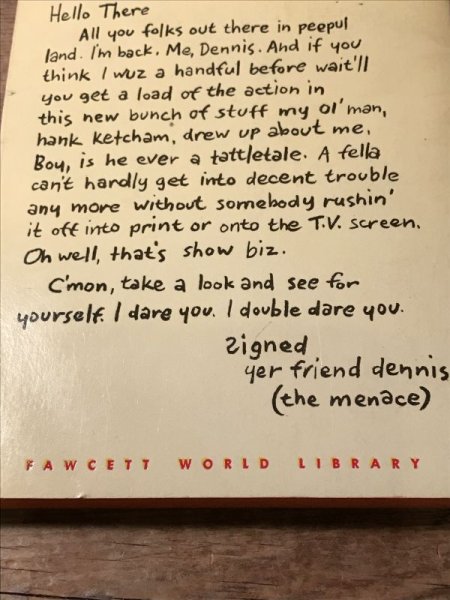 Hello There
All you folks out there in peepul
land. I'm back. Me, Dennis. And if you
think I wuz a handful before wait'll
you get a load of the action in
this new bunch of stuff my ol' man,
hank ketcham, drew up about me.
Boy, is he ever a tattletale. A fella
can't hardly get into decent trouble
any more without somebody rushin'
it off into print or onto the T.V. screen.
Oh well, that's show biz.
C'mon, take a look and see for
yourself. I dare you. I double dare you.
signed
yer friend dennis
(the menace)
FAWCETT WORLD LIBRARY